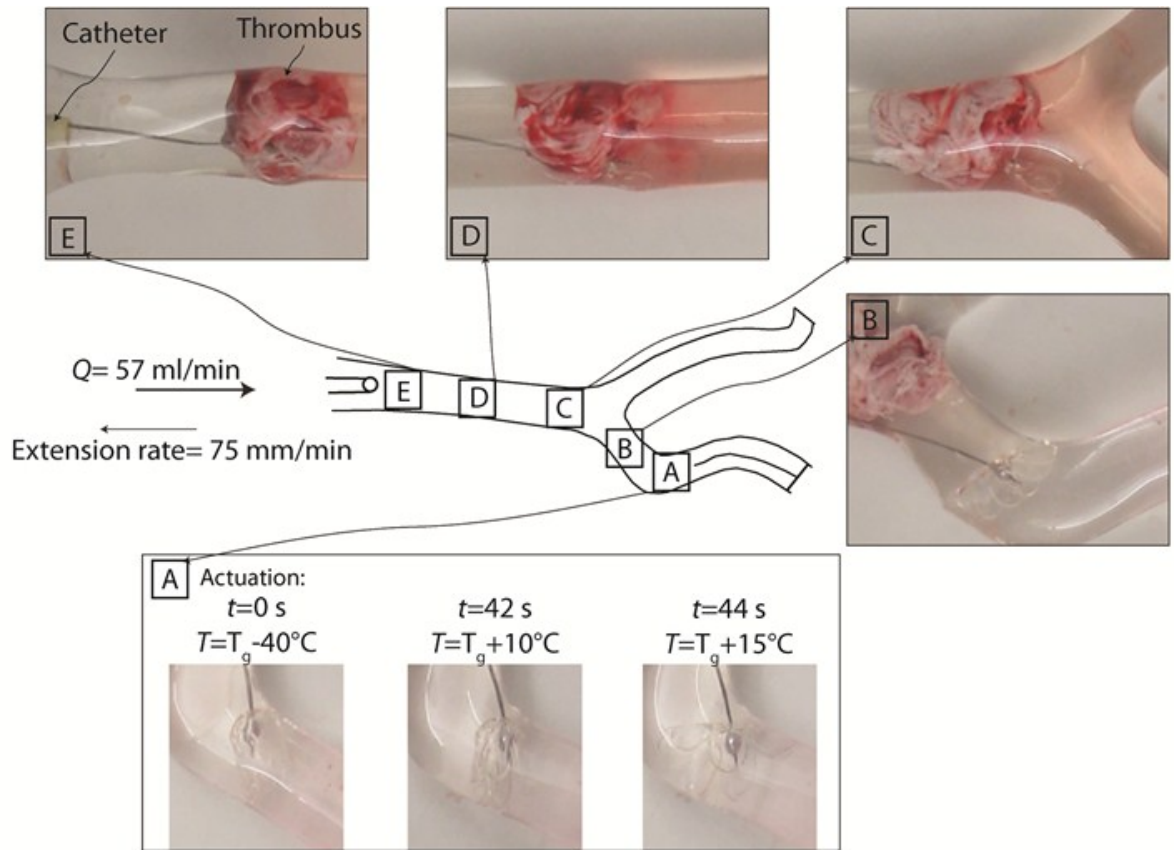 Catheter
Thrombus
E
D
C
B
Q= 57 ml/min
Extension rate= 75 mm/min
E
D
C
B
A
A
Actuation:
t=0 s
T=Tg-40°C
t=42 s
T=Tg+10°C
t=44 s
T=Tg+15°C